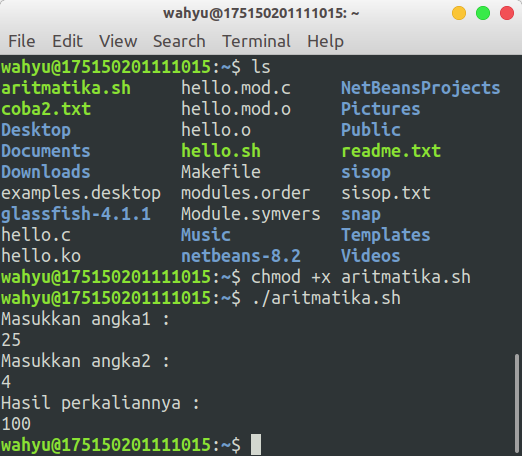 wahyu@175150201111015: ~
File Edit View Search Terminal Help
wahyu@175150201111015:~$ ls
aritmatika.sh hello.mod.c NetBeansProjects
coba2.txt hello.mod.o Pictures
Desktop hello.o Public
Documents hello.sh readme.txt
Downloads Makefile sisop
examples.desktop modules.order sisop.txt
glassfish-4.1.1 Module.symvers snap
hello.c Music Templates
hello.ko netbeans-8.2 Videos
wahyu@175150201111015:~$ chmod +x aritmatika.sh
wahyu@175150201111015:~$ ./aritmatika.sh
Masukkan angka1 :
25
Masukkan angka2 :
4
Hasil perkaliannya :
100
wahyu@175150201111015:~$